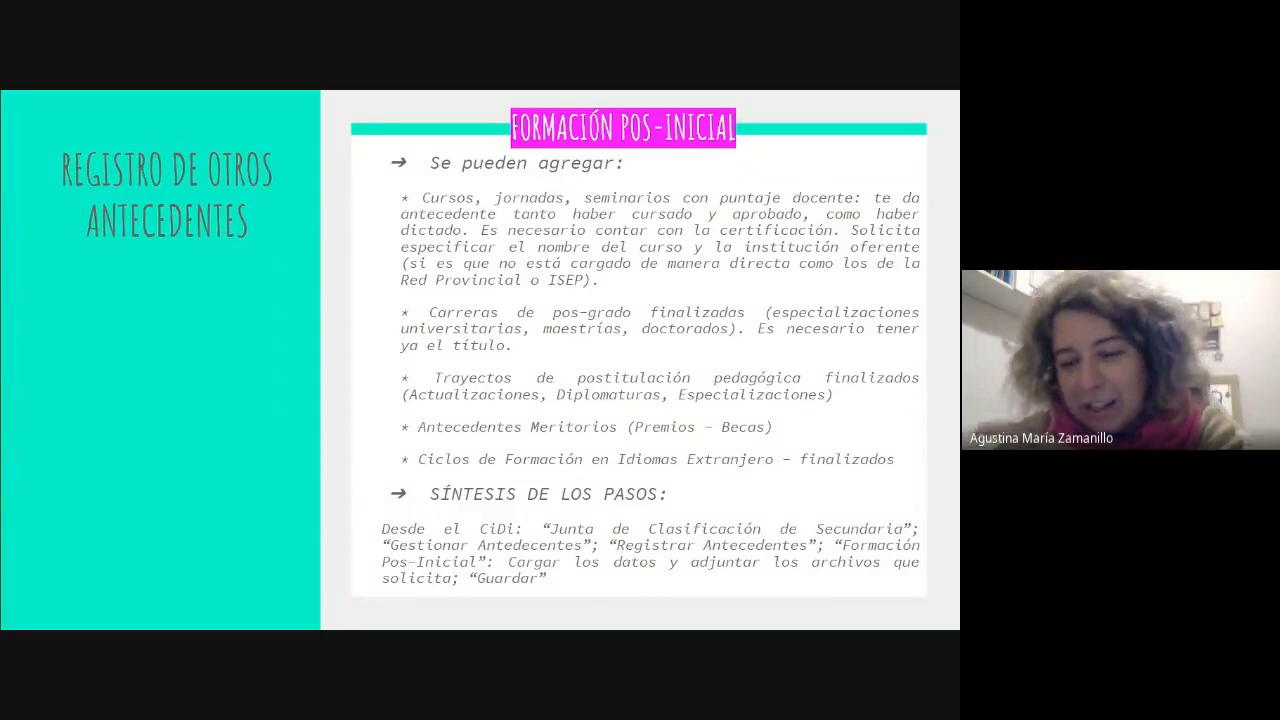 REGISTRO DE OTROS
ANTECEDENTES
FORMACIÓN POS-INICIAL
➔ Se pueden agregar:
* Cursos, jornadas, seminarios con puntaje docente: te da
antecedente tanto haber cursado y aprobado, como haber
dictado. Es necesario contar con la certificación. Solicita
especificar el nombre del curso y la institución oferente
(si es que no está cargado de manera directa como los de la
Red Provincial o ISEP).
* Carreras de pos-grado finalizadas (especializaciones
universitarias, maestrías, doctorados). Es necesario tener
ya el título.
* Trayectos de postitulación pedagógica finalizados
(Actualizaciones, Diplomaturas, Especializaciones)
* Antecedentes Meritorios (Premios - Becas)
* Ciclos de Formación en Idiomas Extranjero - finalizados
➔ SÍNTESIS DE LOS PASOS:
Desde el CiDi: “Junta de Clasificación de Secundaria”;
“Gestionar Antedecentes”; “Registrar Antecedentes”; “Formación
Pos-Inicial”: Cargar los datos y adjuntar los archivos que
solicita; “Guardar”
Agustina María Zamanillo